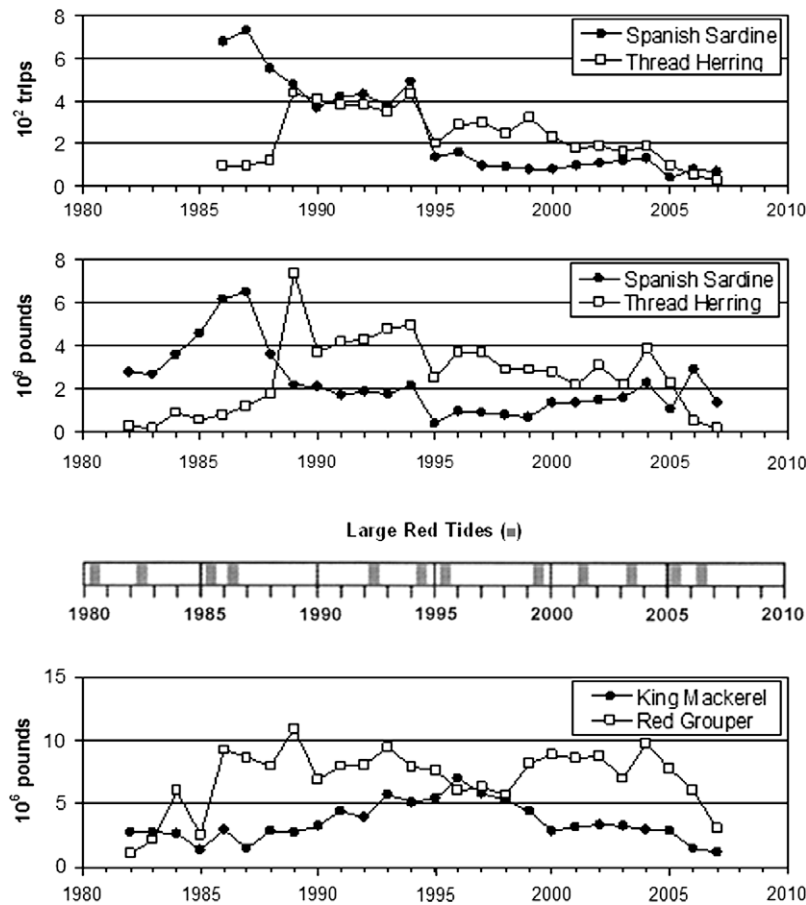 8
6
4
2
0
10² trips
Spanish Sardine
Thread Herring
1980 1985 1990 1995 2000 2005 2010
8
6
4
2
0
10⁶ pounds
Spanish Sardine
Thread Herring
1980 1985 1990 1995 2000 2005 2010
Large Red Tides (■)
1980 1985 1990 1995 2000 2005 2010
15
10
5
0
10⁶ pounds
King Mackerel
Red Grouper
1980 1985 1990 1995 2000 2005 2010